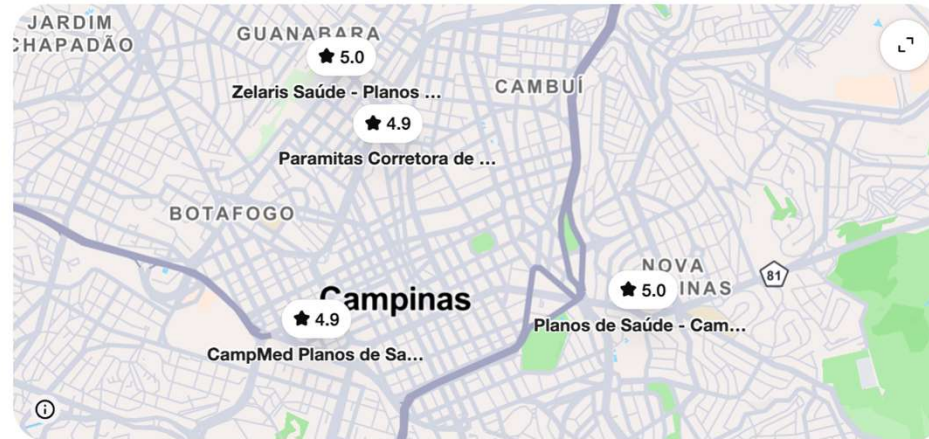 JARDIM
CHAPADÃO
GUANABARA
5.0
Zelaris Saúde - Planos ...
CAMBUÍ
4.9
Paramitas Corretora de ...
BOTAFOGO
NOVA
INAS
81
5.0
Planos de Saúde - Cam...
Campinas
4.9
CampMed Planos de Sa...